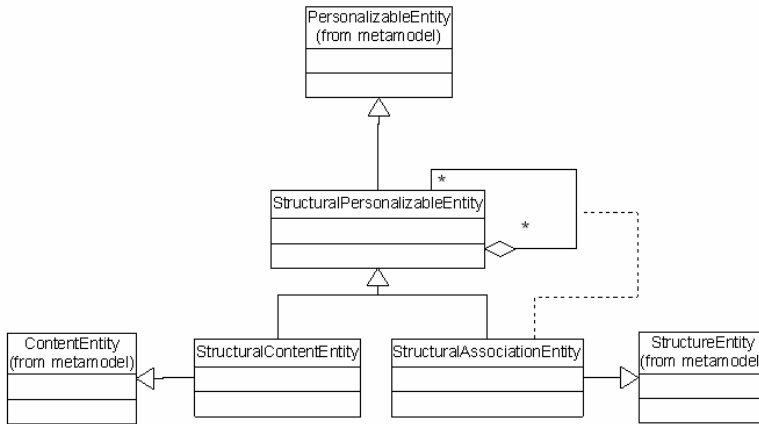 PersonalizableEntity
(from metamodel)
*
StructuralPersonalizableEntity
*
ContentEntity
(from metamodel)
StructuralContentEntity
StructuralAssociationEntity
StructureEntity
(from metamodel)